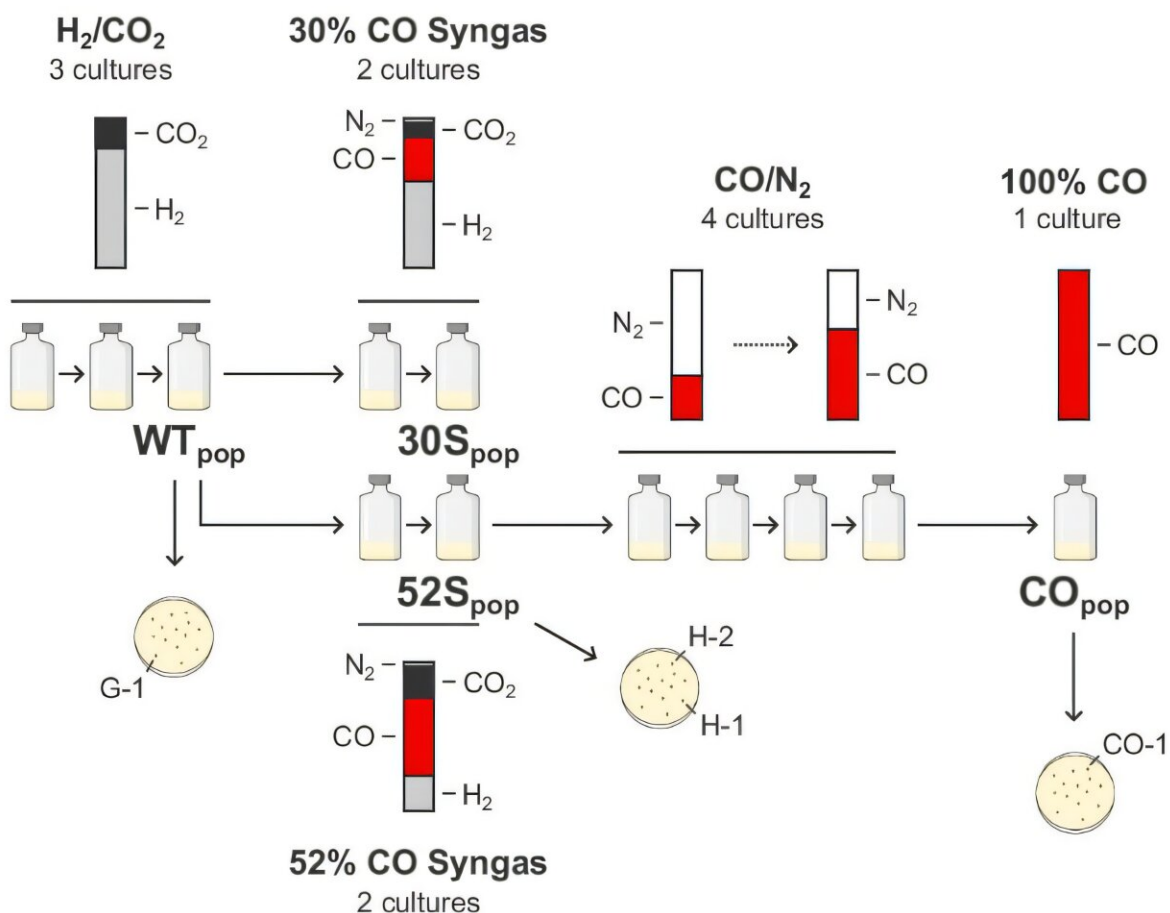 H₂/CO₂
3 cultures
CO₂
H₂
30% CO Syngas
2 cultures
N₂
CO₂
CO
H₂
CO/N₂
4 cultures
N₂
CO
N₂
CO
100% CO
1 culture
CO
WTpop
30Spop
52Spop
COpop
G-1
H-2
H-1
CO-1
N₂
CO₂
CO
H₂
52% CO Syngas
2 cultures